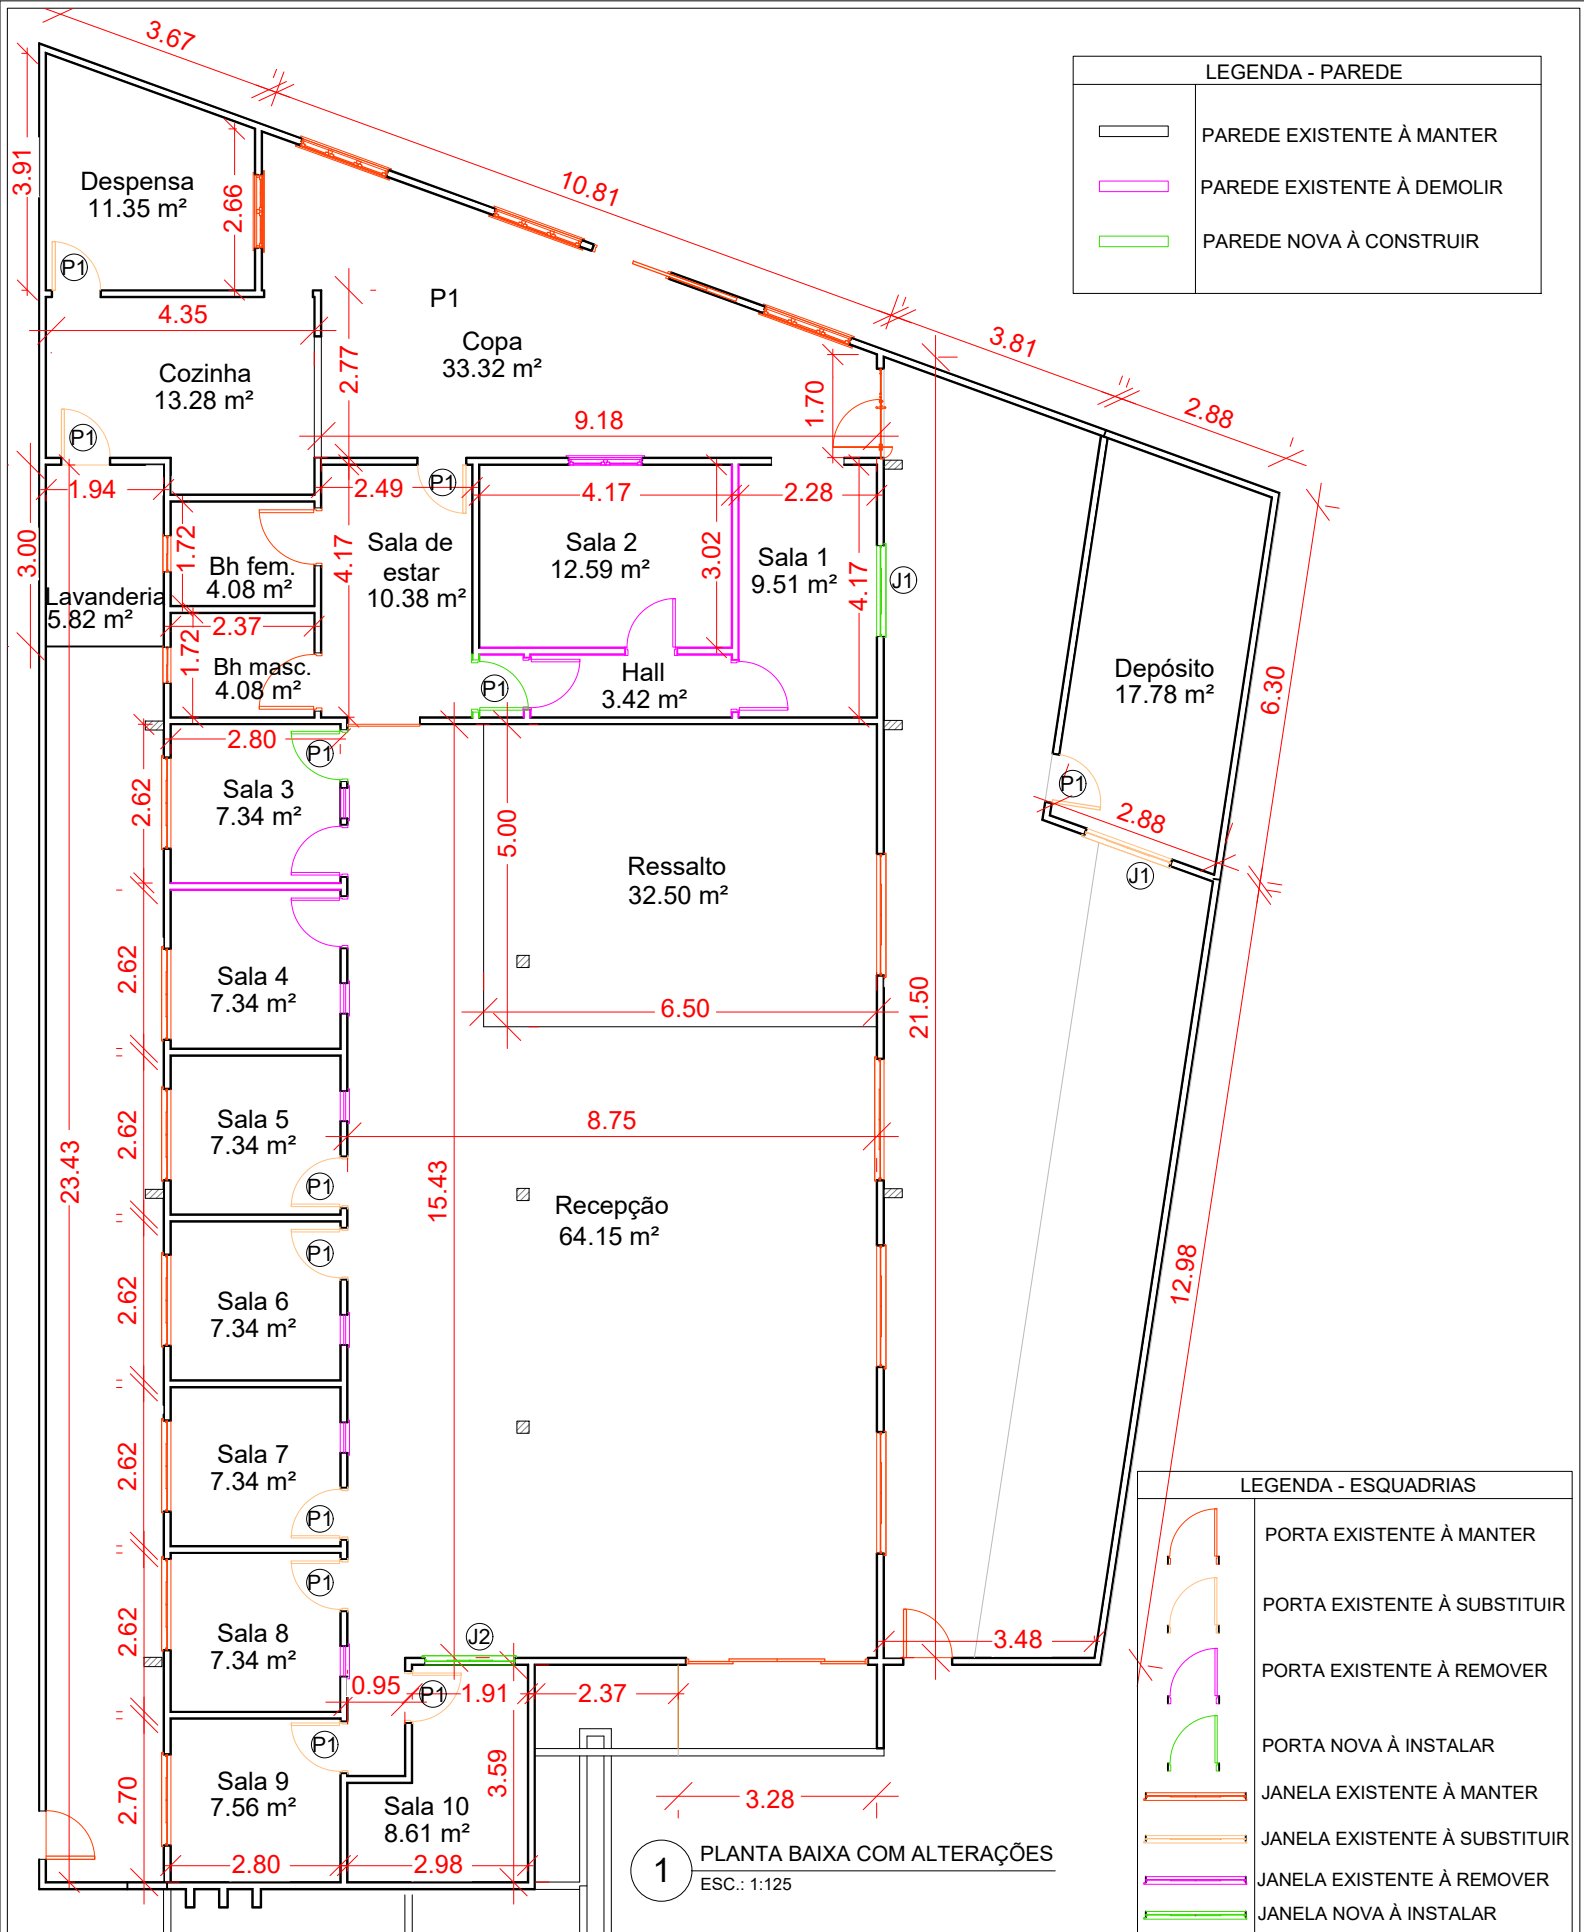 3.67
LEGENDA - PAREDE
PAREDE EXISTENTE À MANTER
PAREDE EXISTENTE À DEMOLIR
PAREDE NOVA À CONSTRUIR
3.91
Despensa
11.35 m²
2.66
10.81
P1
4.35
P1
Copa
33.32 m²
2.77
3.81
2.88
Cozinha
13.28 m²
1.70
9.18
P1
1.94
2.49
P1
4.17
2.28
3.00
1.72
Bh fem.
4.08 m²
4.17
Sala de
estar
10.38 m²
Sala 2
12.59 m²
3.02
Sala 1
9.51 m²
4.17
J1
Lavanderia
5.82 m²
2.37
1.72
Bh masc.
4.08 m²
P1
Hall
3.42 m²
Depósito
17.78 m²
6.30
2.80
P1
2.62
Sala 3
7.34 m²
5.00
Ressalto
32.50 m²
P1
2.88
J1
2.62
Sala 4
7.34 m²
6.50
21.50
2.62
Sala 5
7.34 m²
8.75
23.43
15.43
P1
Recepção
64.15 m²
P1
2.62
Sala 6
7.34 m²
12.98
2.62
Sala 7
7.34 m²
P1
P1
2.62
Sala 8
7.34 m²
J2
3.48
0.95
P1
1.91
2.37
P1
2.70
Sala 9
7.56 m²
3.59
Sala 10
8.61 m²
3.28
2.80
2.98
1
PLANTA BAIXA COM ALTERAÇÕES
ESC.: 1:125
LEGENDA - ESQUADRIAS
PORTA EXISTENTE À MANTER
PORTA EXISTENTE À SUBSTITUIR
PORTA EXISTENTE À REMOVER
PORTA NOVA À INSTALAR
JANELA EXISTENTE À MANTER
JANELA EXISTENTE À SUBSTITUIR
JANELA EXISTENTE À REMOVER
JANELA NOVA À INSTALAR